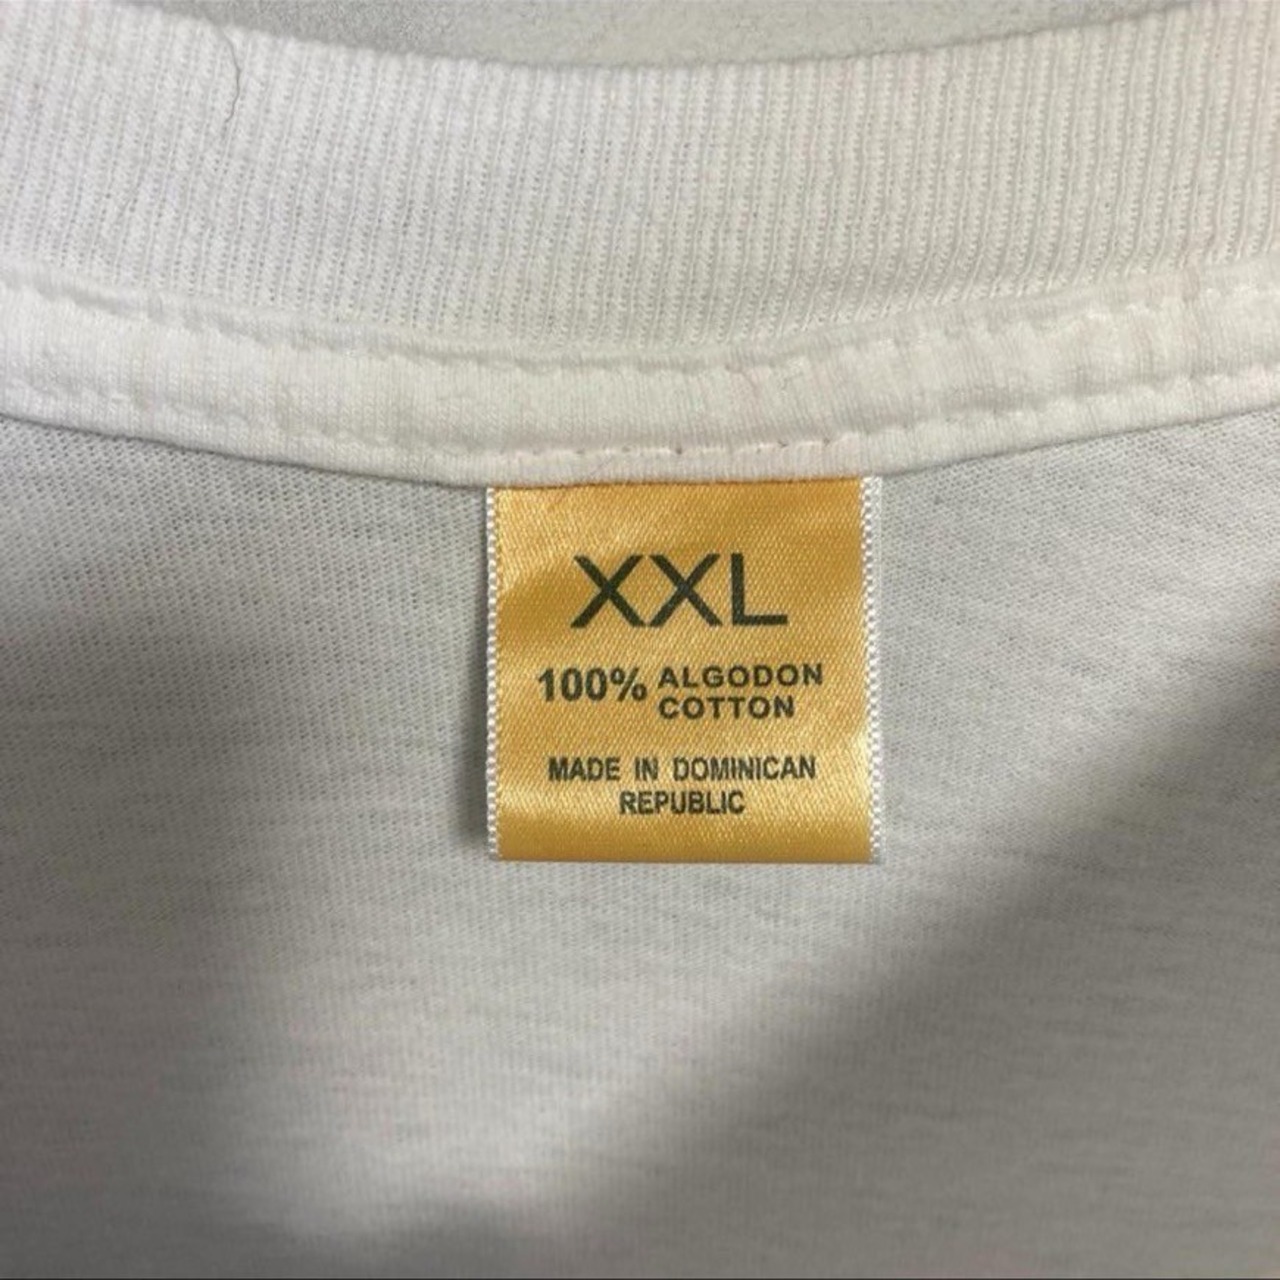 XXL
100% ALGODON
COTTON
MADE IN DOMINICAN
REPUBLIC